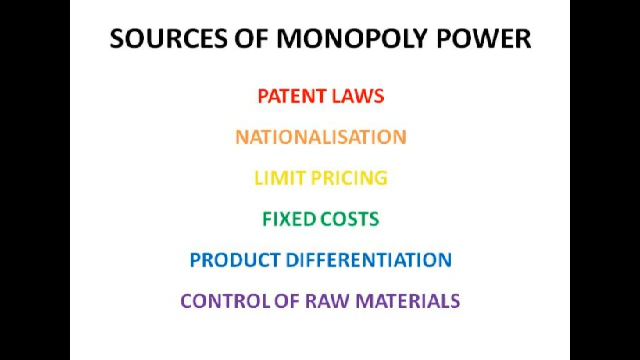 SOURCES OF MONOPOLY POWER
PATENT LAWS
NATIONALISATION
LIMIT PRICING
FIXED COSTS
PRODUCT DIFFERENTIATION
CONTROL OF RAW MATERIALS